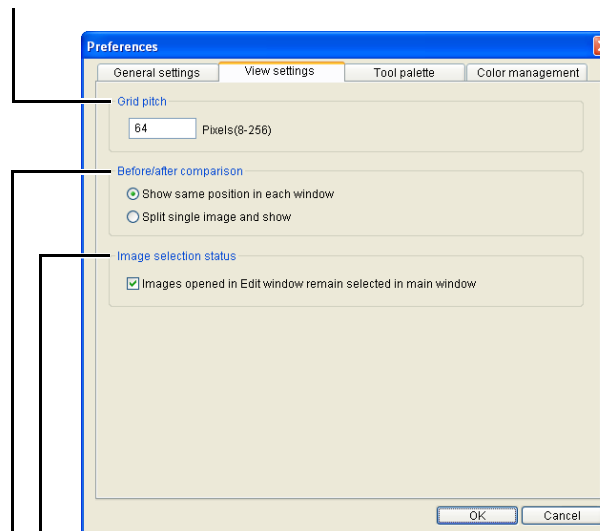 Preferences
General settings View settings Tool palette Color management
Grid pitch
64 Pixels(8-256)
Before/after comparison
Show same position in each window
Split single image and show
Image selection status
Images opened in Edit window remain selected in main window
OK Cancel